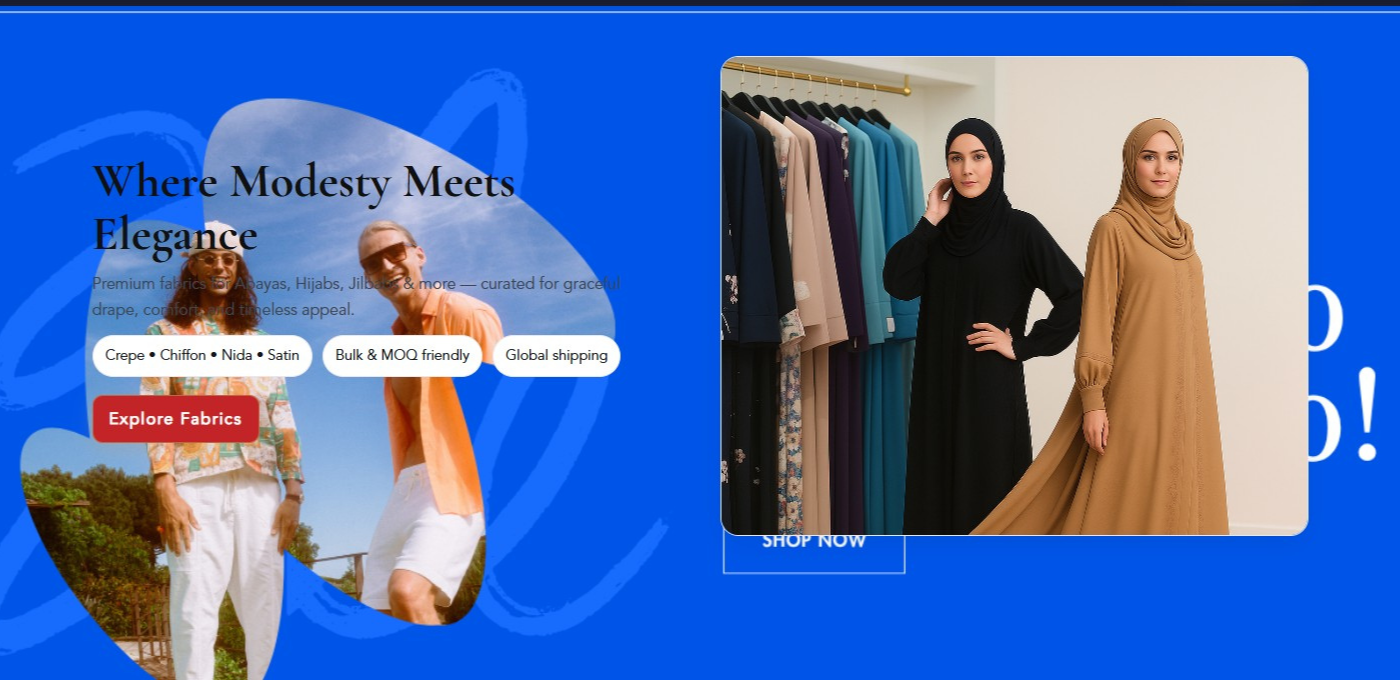 Where Modesty Meets
Elegance
Premium fabrics for Abayas, Hijabs, Jilbabs & more — curated for graceful
drape, comfort, and timeless appeal.
Crepe • Chiffon • Nida • Satin
Bulk & MOQ friendly
Global shipping
Explore Fabrics
SHOP NOW